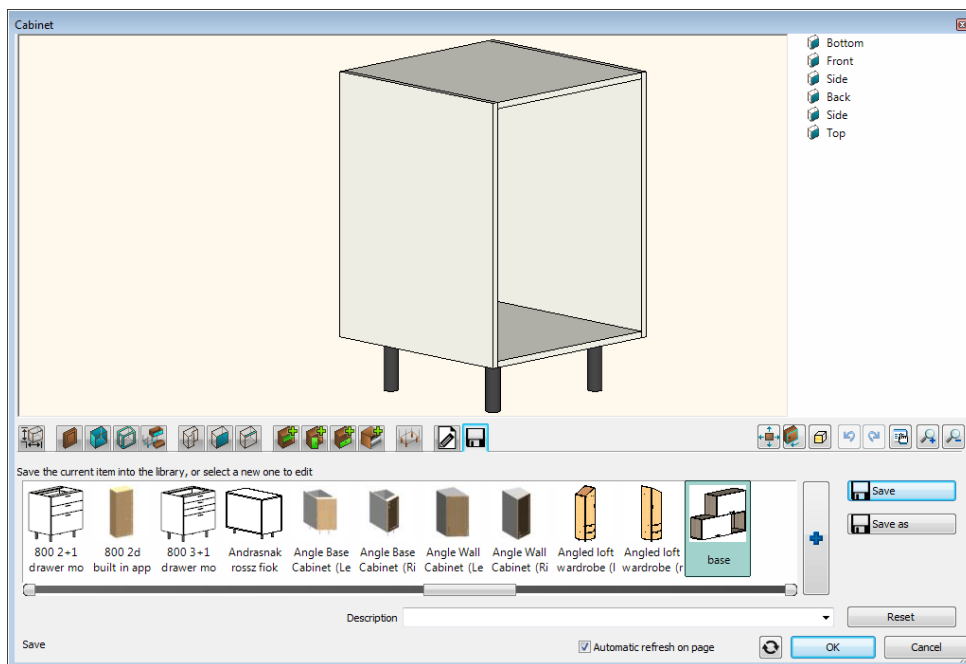 Cabinet
Bottom
Front
Side
Back
Side
Top
Save the current item into the library, or select a new one to edit
800 2+1
drawer mo
800 2d
built in app
800 3+1
drawer mo
Andrasnak
rossz fiok
Angle Base
Cabinet (Le
Angle Base
Cabinet (Ri
Angle Wall
Cabinet (Le
Angle Wall
Cabinet (Ri
Angled loft
wardrobe (l
Angled loft
wardrobe (r
base
Save
Save as
Description
Reset
Save
Automatic refresh on page
OK
Cancel